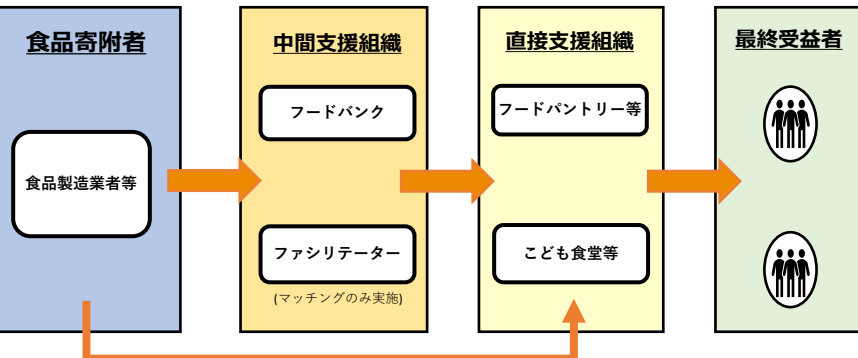 食品寄附者
食品製造業者等
中間支援組織
フードバンク
ファシリテーター
(マッチングのみ実施)
直接支援組織
フードパントリー等
こども食堂等
最終受益者